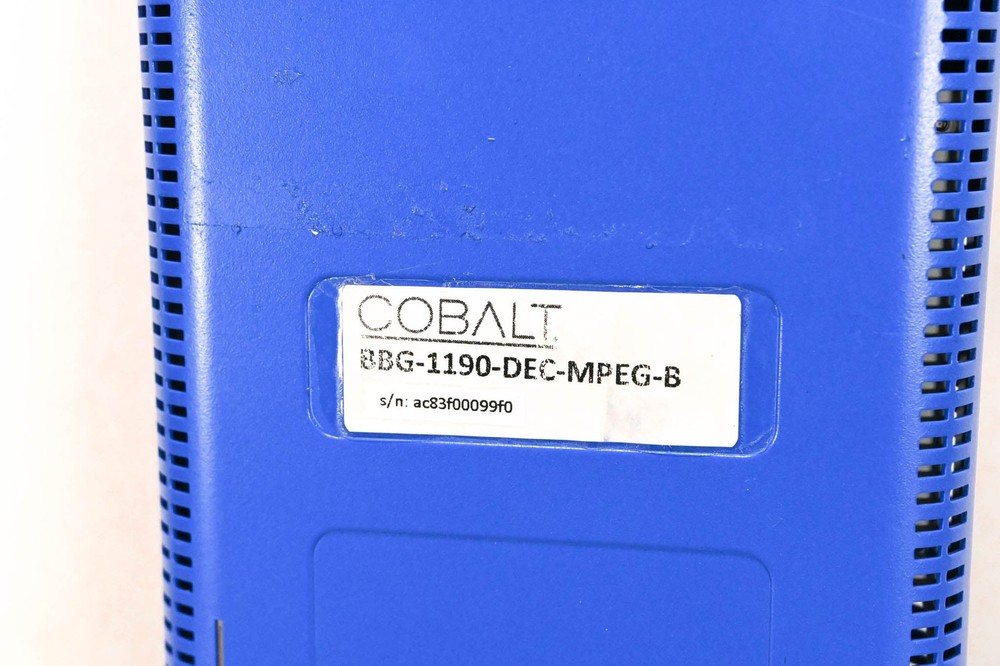 COBALT
BBG-1190-DEC-MPEG-B
s/n: ac83f00099f0